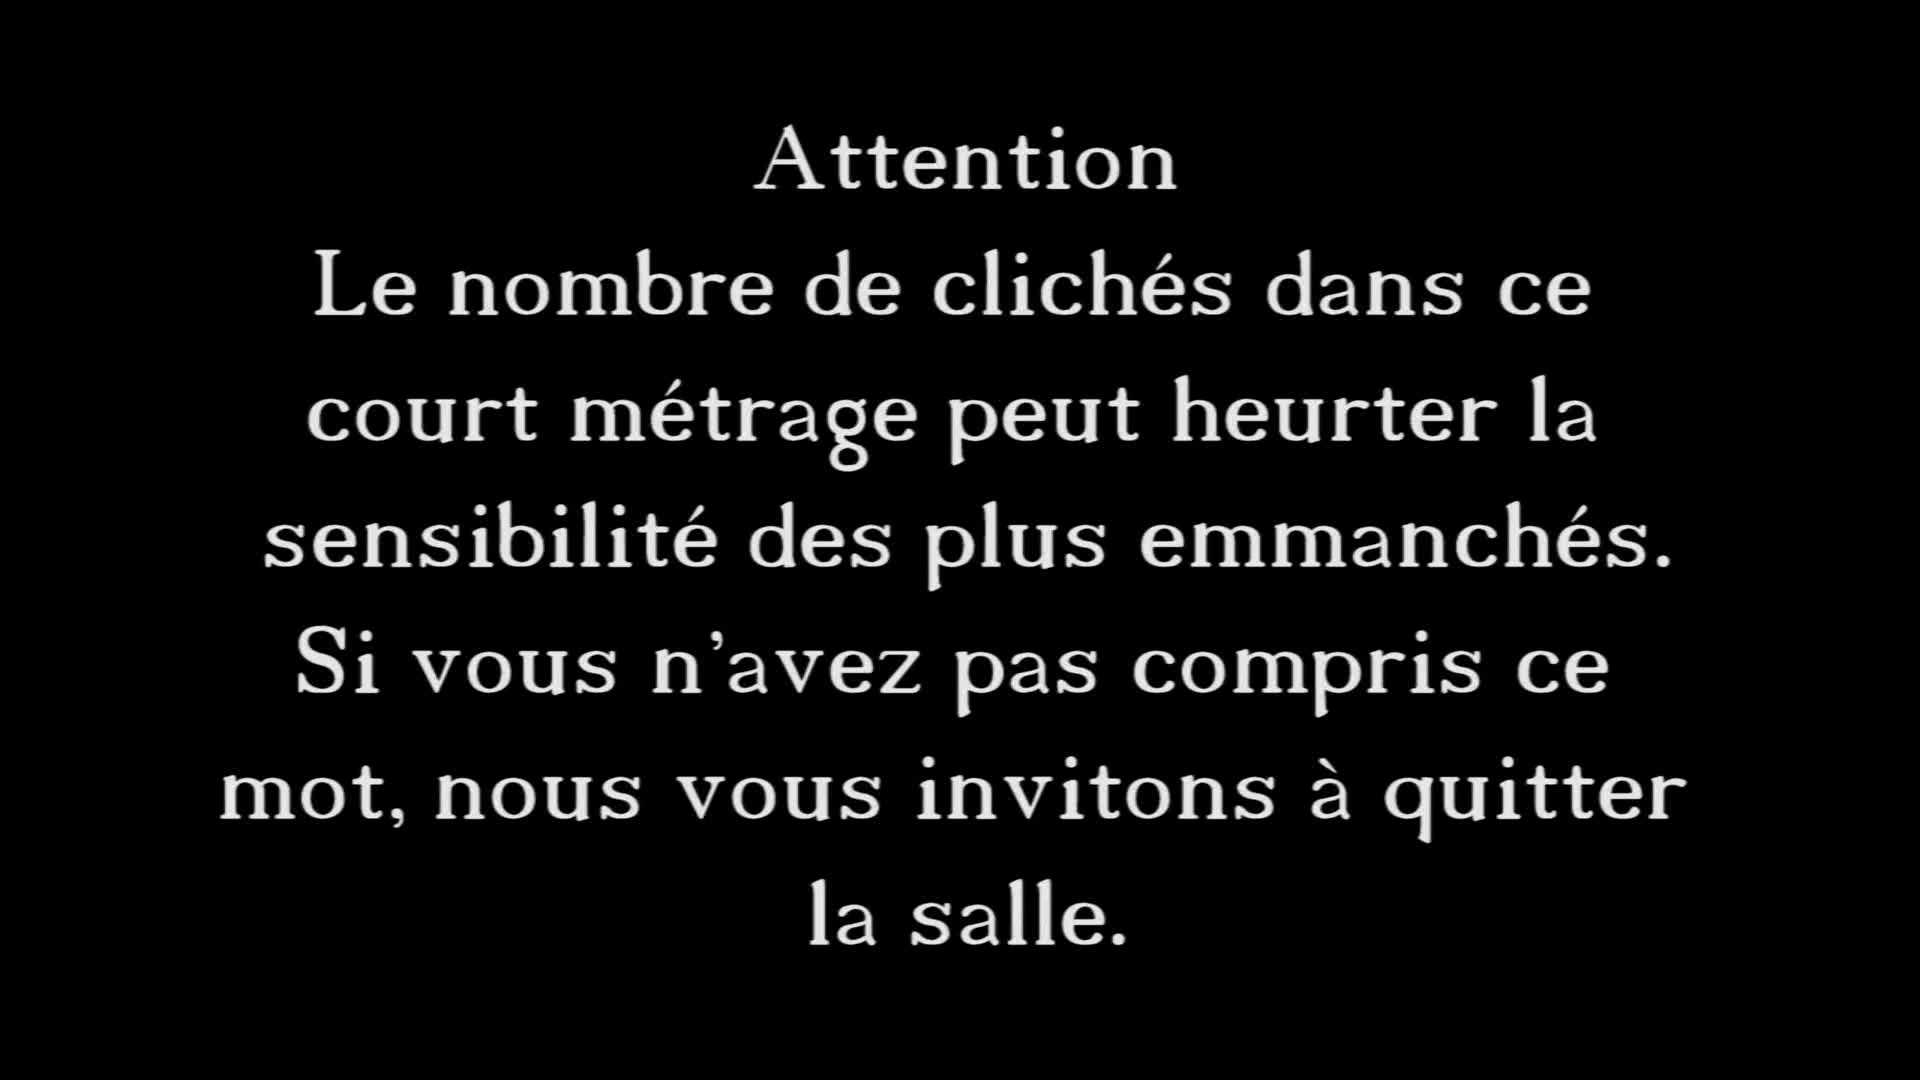 Attention
Le nombre de clichés dans ce
court métrage peut heurter la
sensibilité des plus emmanchés.
Si vous n'avez pas compris ce
mot, nous vous invitons à quitter
la salle.